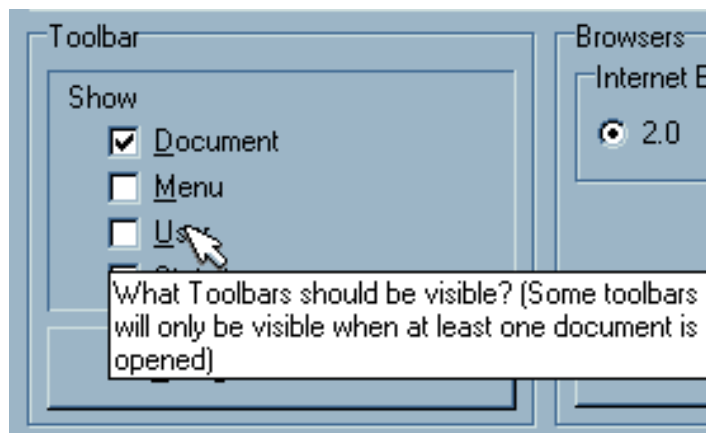 Toolbar
Show
Document
Menu
What Toolbars should be visible? (Some toolbars
will only be visible when at least one document is
opened)
Browsers
Internet
2.0